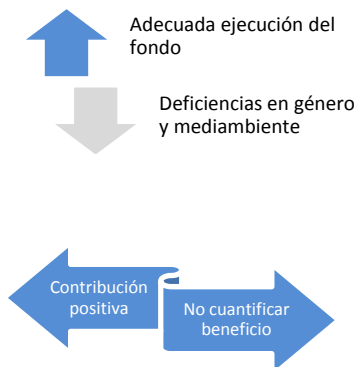 Adecuada ejecución del
fondo
Deficiencias en género
y mediambiente
Contribución
positiva
No cuantificar
beneficio